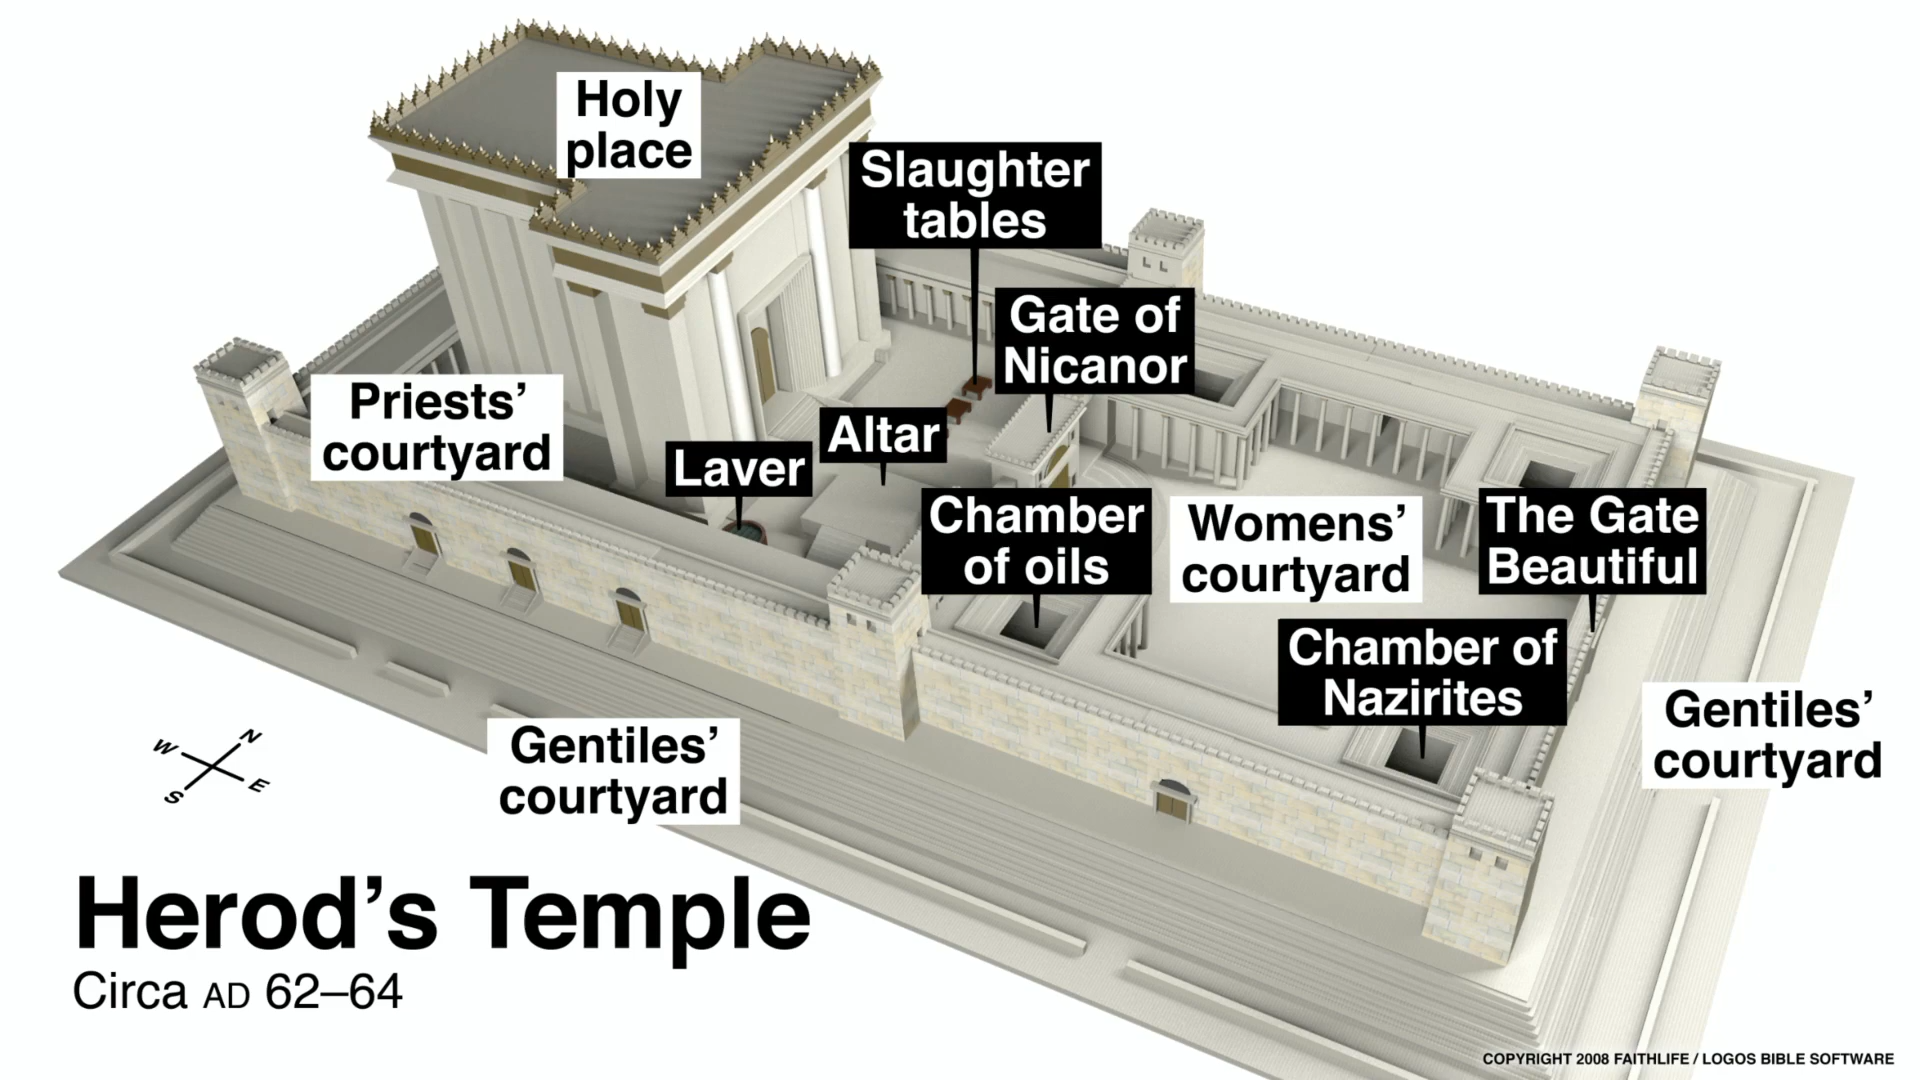 Holy
place
Slaughter
tables
Gate of
Nicanor
Priests’
courtyard
Altar
Laver
Chamber
of oils
Womens’
courtyard
The Gate
Beautiful
Chamber of
Nazirites
Gentiles’
courtyard
Gentiles’
courtyard
N
W
E
S
Herod’s Temple
Circa AD 62–64
COPYRIGHT 2008 FAITHLIFE / LOGOS BIBLE SOFTWARE